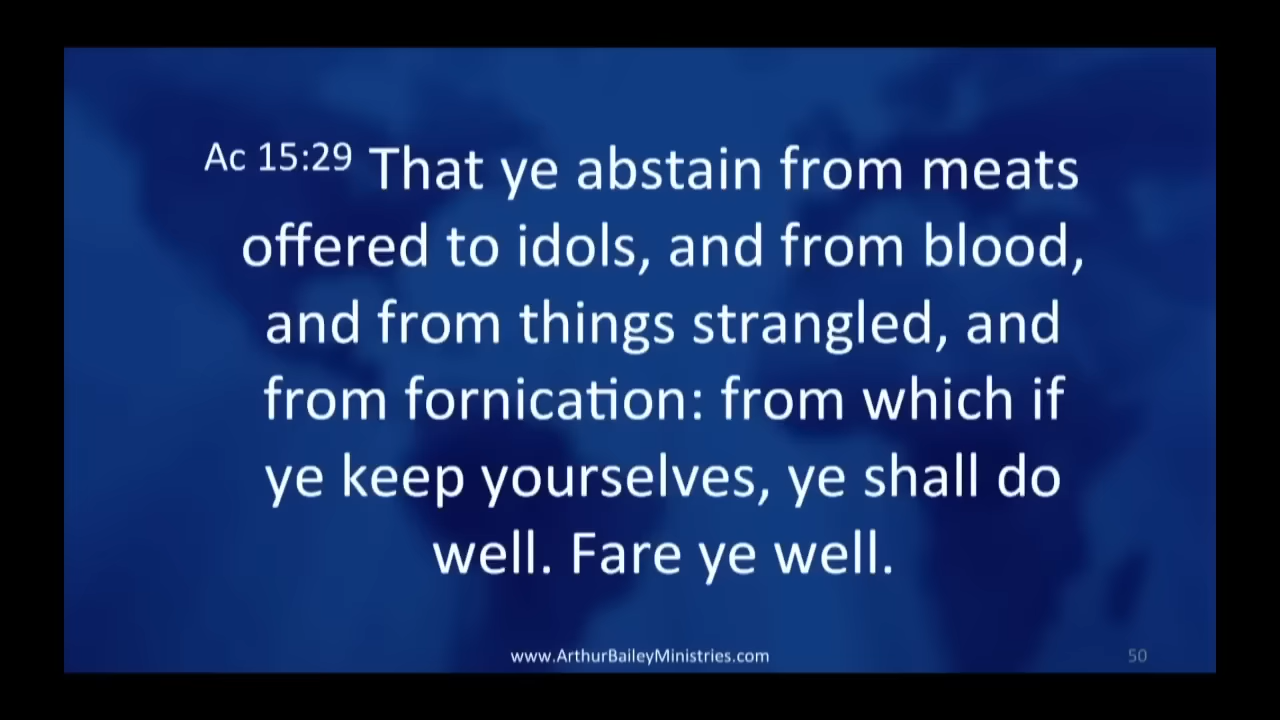 Ac 15:29 That ye abstain from meats
offered to idols, and from blood,
and from things strangled, and
from fornication: from which if
ye keep yourselves, ye shall do
well. Fare ye well.
www.ArthurBaileyMinistries.com
50